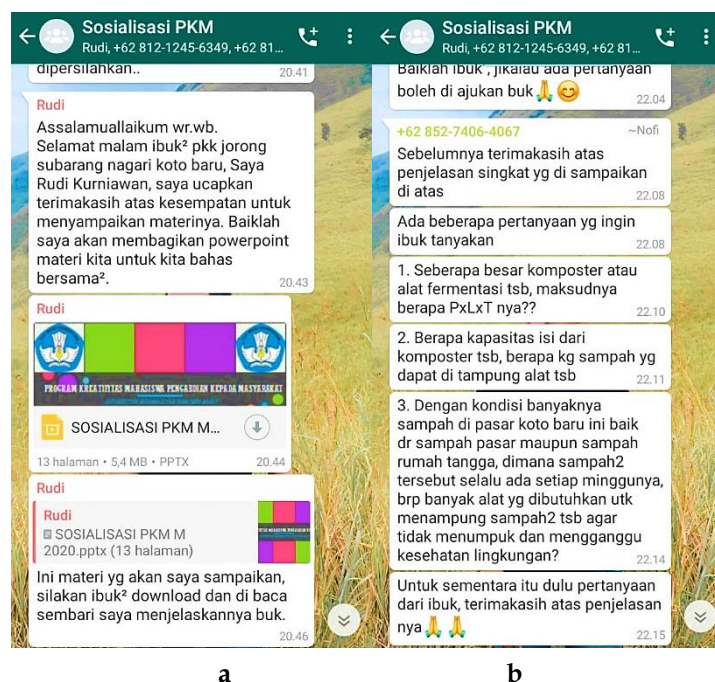 Sosialisasi PKM
Rudi, +62 812-1245-6349, +62 81...
dipersilahkan..
20.41
Rudi
Assalamuallaikum wr.wb.
Selamat malam ibuk² pkk jorong
subarang nagari koto baru, Saya
Rudi Kurniawan, saya ucapkan
terimakasih atas kesempatan untuk
menyampaikan materinya. Baiklah
saya akan membagikan powerpoint
materi kita untuk kita bahas
bersama².
20.43
Rudi
PROGRAM KREATIFITAS MAHASISWA PENGABDIAN KEPADA MASYARAKAT
SOSIALISASI PKM M...
13 halaman • 5,4 MB • PPTX
20.44
Rudi
Rudi
SOSIALISASI PKM M
2020.pptx (13 halaman)
Ini materi yg akan saya sampaikan,
silakan ibuk² download dan di baca
sembari saya menjelaskannya buk.
20.46
a
Sosialisasi PKM
Rudi, +62 812-1245-6349, +62 81...
Baiklah ibuk², jikalau ada pertanyaan
boleh di ajukan buk🙏😊
22.04
+62 852-7406-4067
~Nofi
Sebelumnya terimakasih atas
penjelasan singkat yg di sampaikan
di atas
22.08
Ada beberapa pertanyaan yg ingin
ibuk tanyakan
22.08
1. Seberapa besar komposter atau
alat fermentasi tsb, maksudnya
berapa PxLxT nya??
22.10
2. Berapa kapasitas isi dari
komposter tsb, berapa kg sampah yg
dapat di tampung alat tsb
22.11
3. Dengan kondisi banyaknya
sampah di pasar koto baru ini baik
dr sampah pasar maupun sampah
rumah tangga, dimana sampah2
tersebut selalu ada setiap minggunya,
brp banyak alat yg dibutuhkan utk
menampung sampah2 tsb agar
tidak menumpuk dan mengganggu
kesehatan lingkungan?
22.14
Untuk sementara itu dulu pertanyaan
dari ibuk, terimakasih atas penjelasan
nya🙏🙏
22.15
b